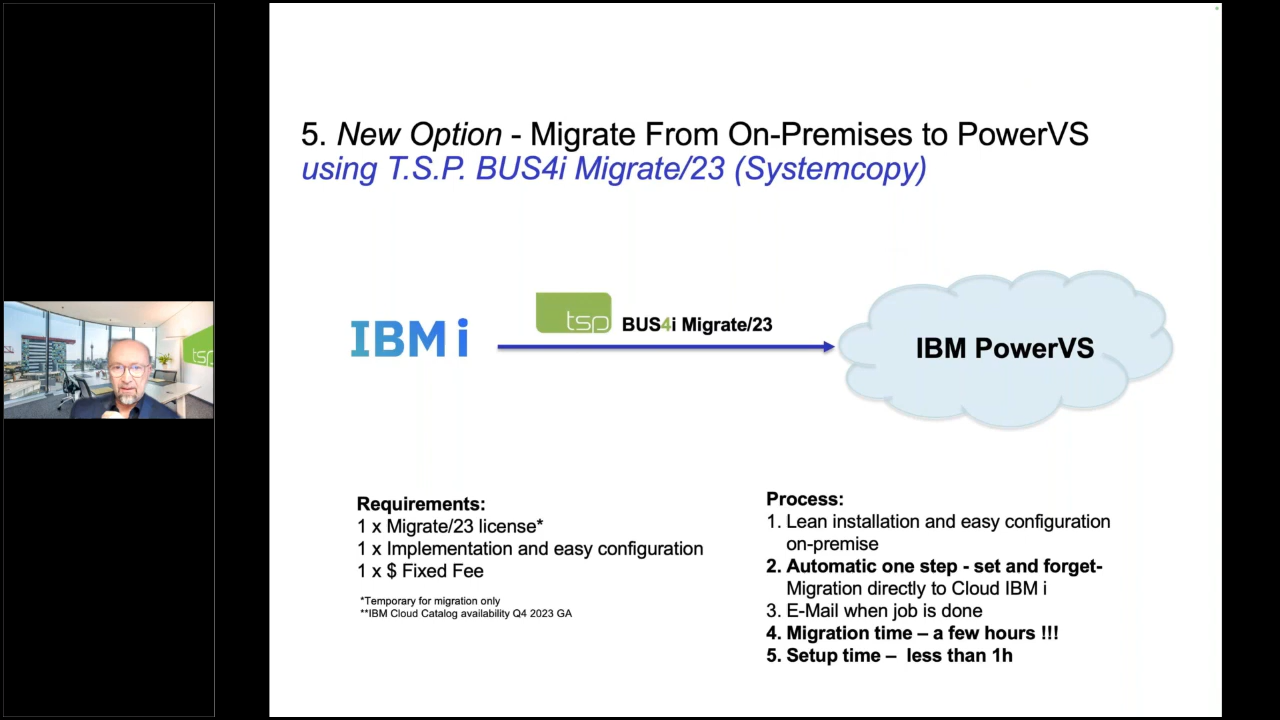 5. New Option - Migrate From On-Premises to PowerVS
using T.S.P. BUS4i Migrate/23 (Systemcopy)
IBM i
tsp
BUS4i Migrate/23
IBM PowerVS
tsp
Requirements:
1 x Migrate/23 license*
1 x Implementation and easy configuration
1 x $ Fixed Fee
*Temporary for migration only
**IBM Cloud Catalog availability Q4 2023 GA
Process:
1. Lean installation and easy configuration
on-premise
2. Automatic one step - set and forget-
Migration directly to Cloud IBM i
3. E-Mail when job is done
4. Migration time – a few hours !!!
5. Setup time – less than 1h